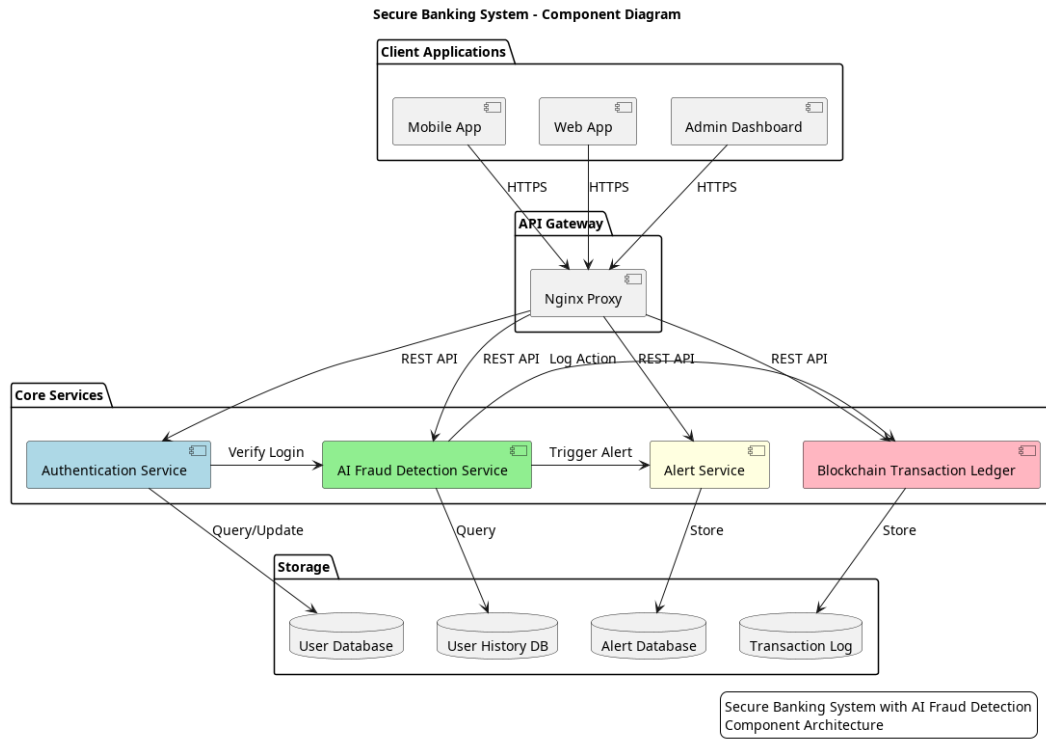 Secure Banking System - Component Diagram
Client Applications
Mobile App
Web App
Admin Dashboard
HTTPS
HTTPS
HTTPS
API Gateway
Nginx Proxy
REST API
REST API
Log Action
REST API
REST API
Core Services
Authentication Service
Verify Login
AI Fraud Detection Service
Trigger Alert
Alert Service
Blockchain Transaction Ledger
Query/Update
Query
Store
Store
Storage
User Database
User History DB
Alert Database
Transaction Log
Secure Banking System with AI Fraud Detection
Component Architecture